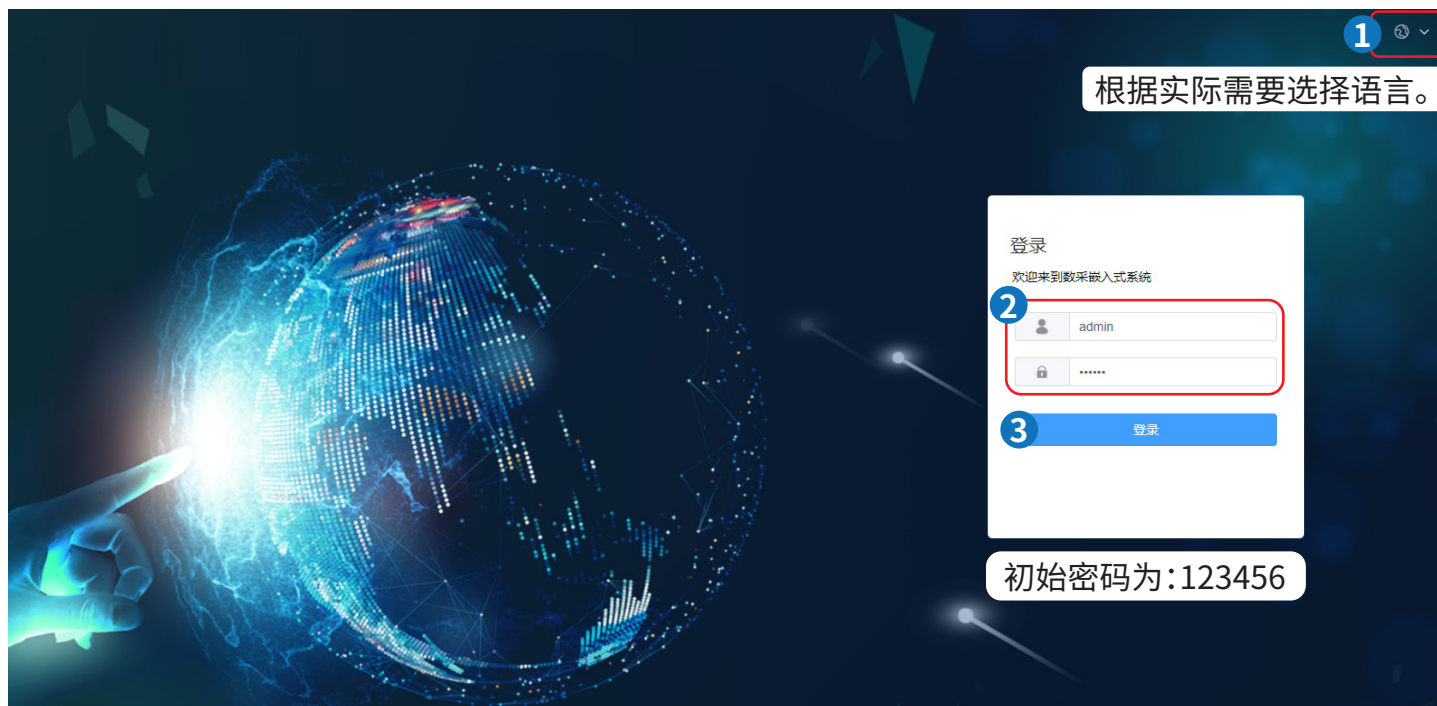 1
根据实际需要选择语言。
登录
欢迎来到数采嵌入式系统
2
admin
••••••
3
登录
初始密码为:123456